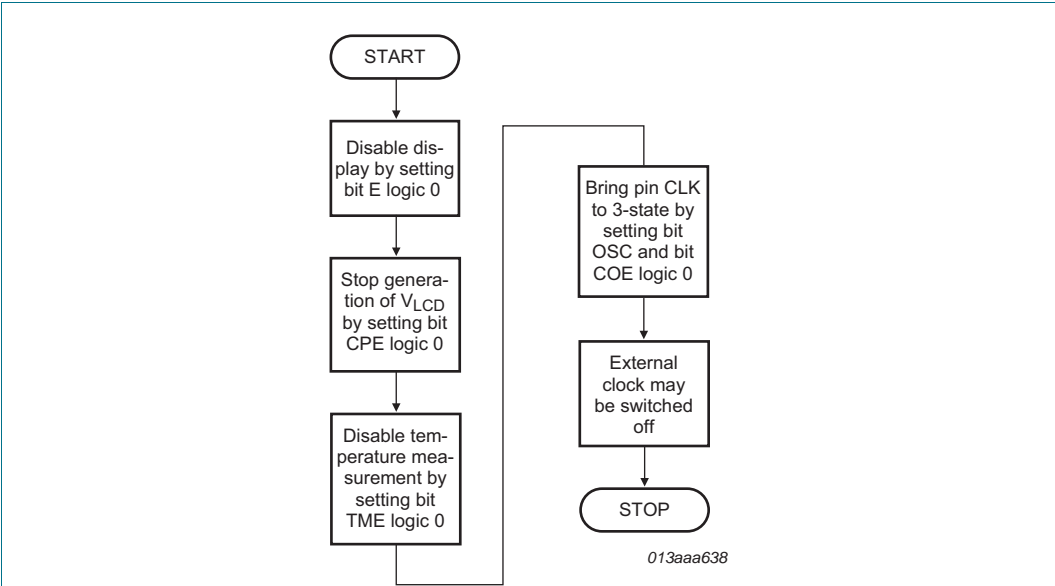 START
Disable dis-
play by setting
bit E logic 0
Stop genera-
tion of VLCD
by setting bit
CPE logic 0
Disable tem-
perature mea-
surement by
setting bit
TME logic 0
Bring pin CLK
to 3-state by
setting bit
OSC and bit
COE logic 0
External
clock may
be switched
off
STOP
013aaa638